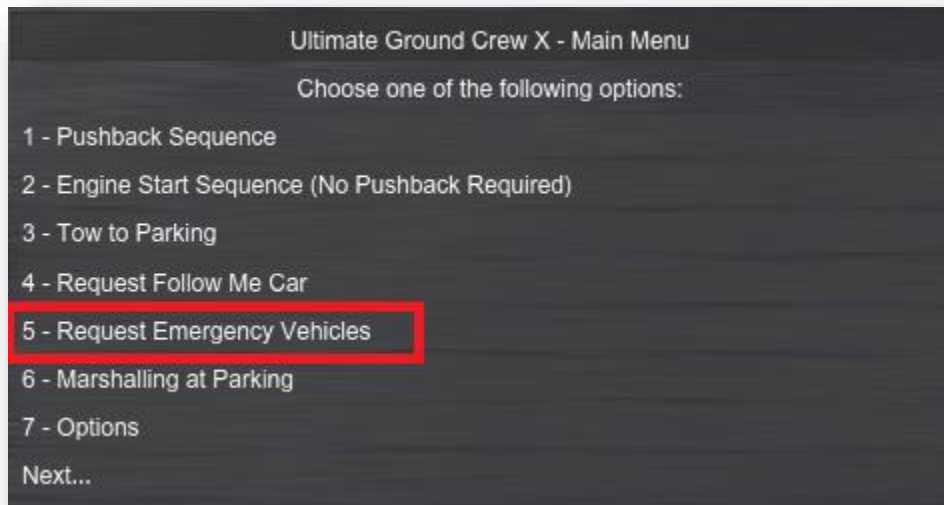 Ultimate Ground Crew X - Main Menu
Choose one of the following options:
1 - Pushback Sequence
2 - Engine Start Sequence (No Pushback Required)
3 - Tow to Parking
4 - Request Follow Me Car
5 - Request Emergency Vehicles
6 - Marshalling at Parking
7 - Options
Next...